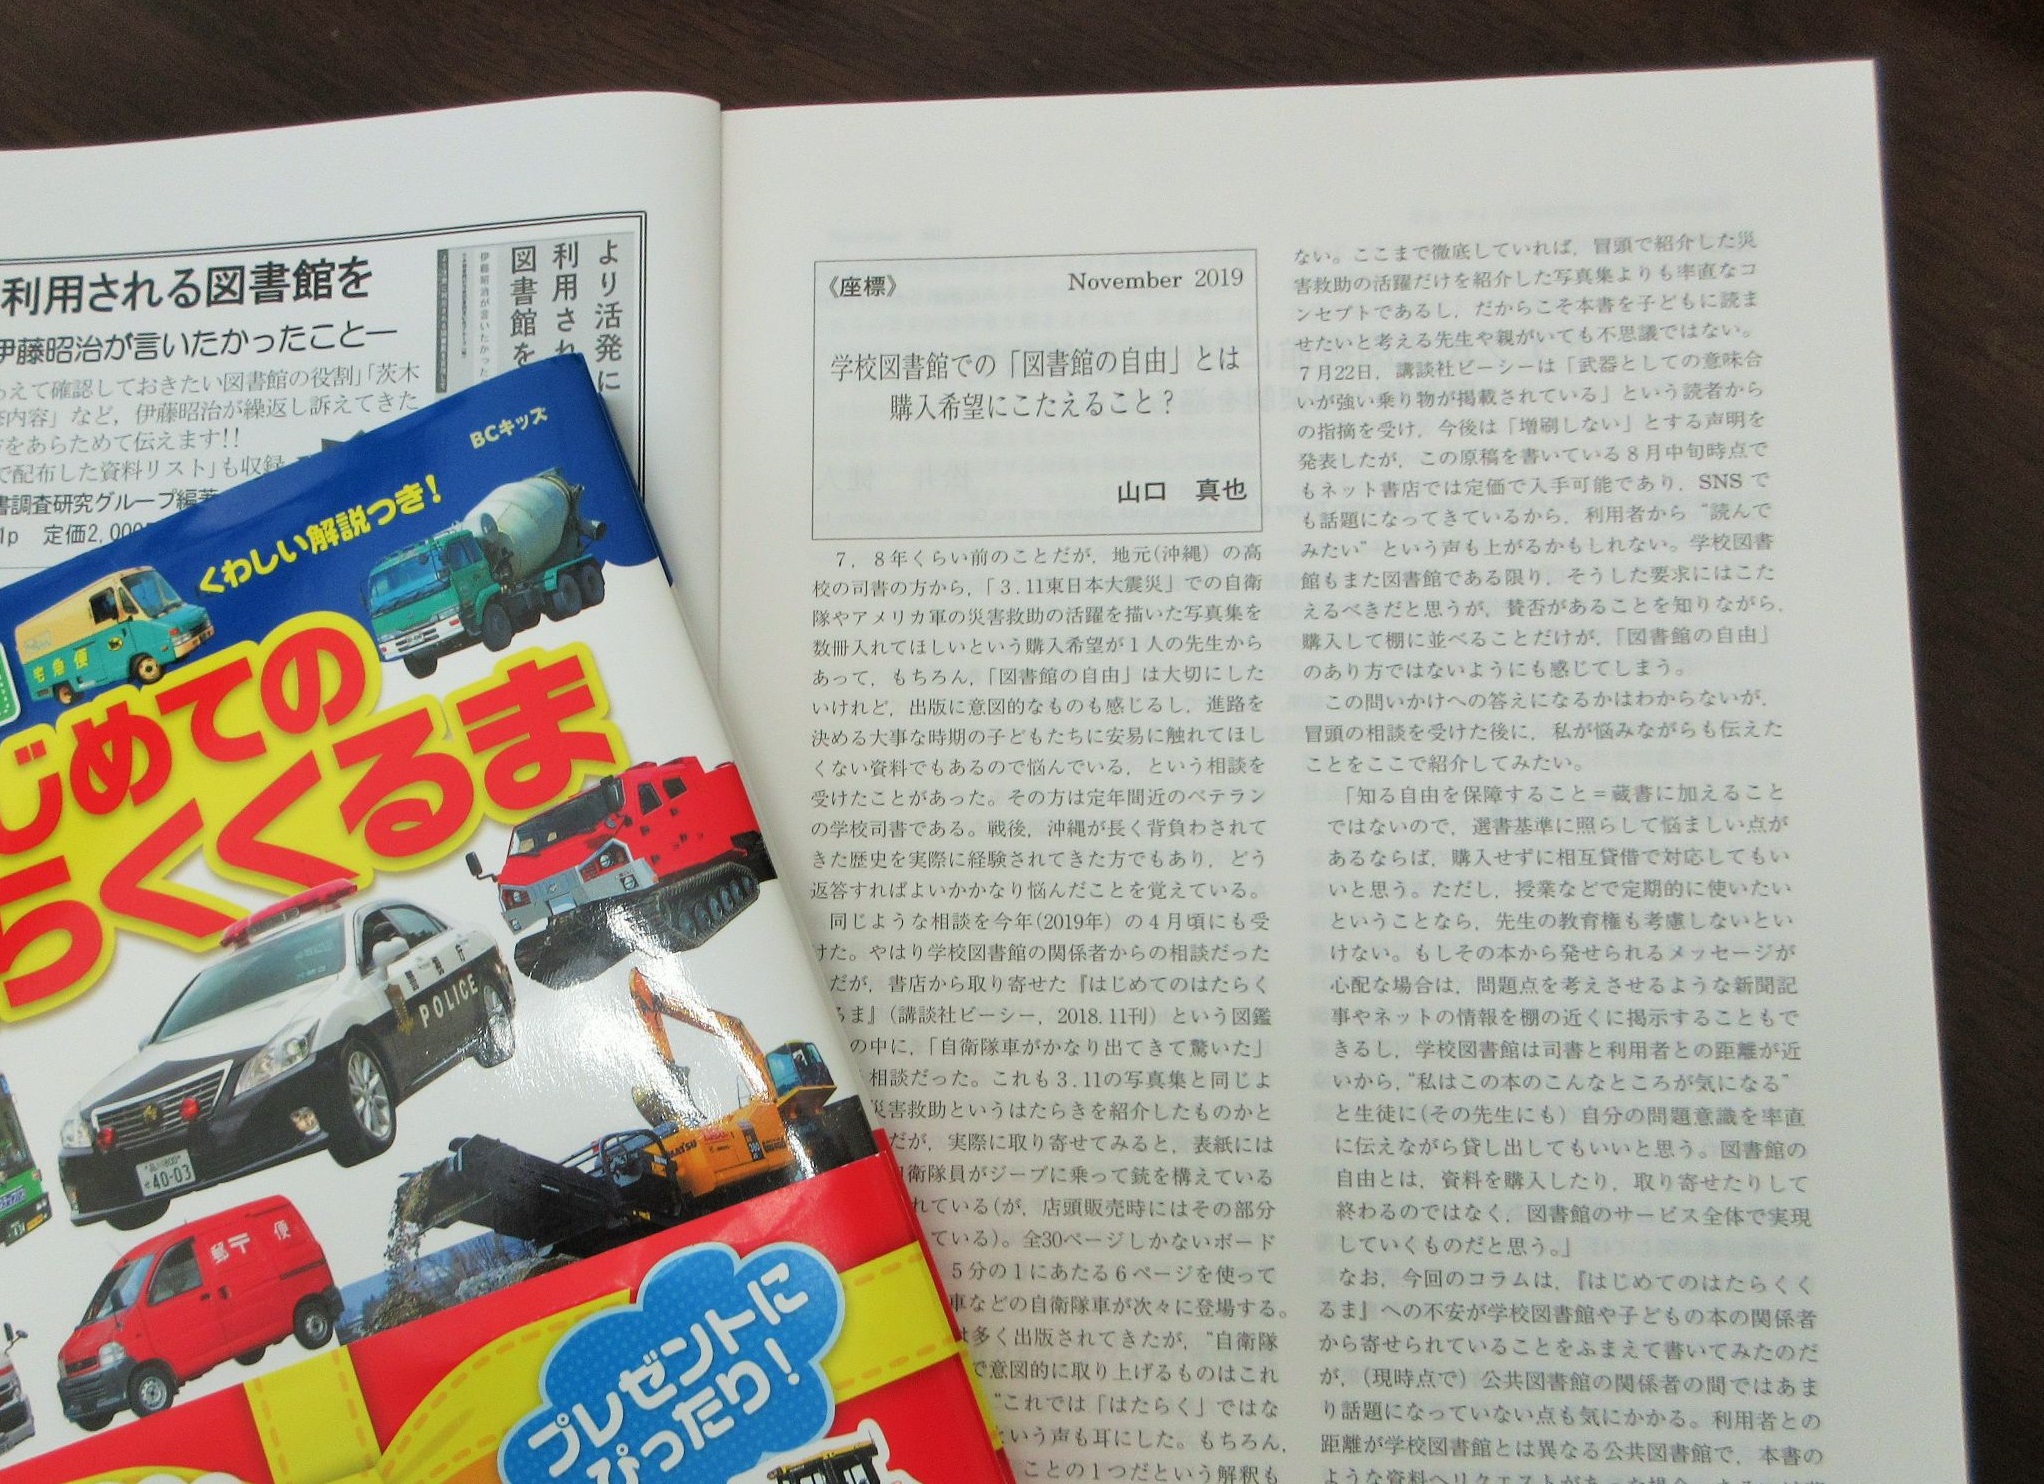 利用される図書館を
伊藤昭治が言いたかったこと―
えて確認しておきたい図書館の役割」「茨木
内容」など，伊藤昭治が繰返し訴えてきた
をあらためて伝えます!!
で配布した資料リスト」も収録
書調査研究グループ編著
1p 定価2,000
より活発に
利用され
図書館を
伊藤昭治が言いたかった
BCキッズ
くわしい解説つき！
じめての
らくくるま
宅急便
POLICE
40-03
郵〒便
KOMATSU
プレゼントに
ぴったり！
《座標》 November 2019
学校図書館での「図書館の自由」とは
購入希望にこたえること？
山口 真也
7，8年くらい前のことだが，地元(沖縄）の高
校の司書の方から，「3.11東日本大震災」での自衛
隊やアメリカ軍の災害救助の活躍を描いた写真集を
数冊入れてほしいという購入希望が1人の先生から
あって，もちろん，「図書館の自由」は大切にした
いけれど，出版に意図的なものも感じるし，進路を
決める大事な時期の子どもたちに安易に触れてほし
くない資料でもあるので悩んでいる，という相談を
受けたことがあった。その方は定年間近のベテラン
の学校司書である。戦後，沖縄が長く背負わされて
きた歴史を実際に経験されてきた方でもあり，どう
返答すればよいかかなり悩んだことを覚えている。
同じような相談を今年(2019年）の4月頃にも受
けた。やはり学校図書館の関係者からの相談だった
だが，書店から取り寄せた『はじめてのはたらく
るま』（講談社ビーシー，2018.11刊）という図鑑
の中に，「自衛隊車がかなり出てきて驚いた」
相談だった。これも3.11の写真集と同じよ
災害救助というはたらきを紹介したものかと
だが，実際に取り寄せてみると，表紙には
自衛隊員がジープに乗って銃を構えている
れている(が，店頭販売時にはその部分
ている）。全30ページしかないボード
5分の1にあたる6ページを使って
車などの自衛隊車が次々に登場する。
は多く出版されてきたが，“自衛隊
で意図的に取り上げるものはこれ
“これでは「はたらく」ではな
という声も耳にした。もちろん，
ことの1つだという解釈も
ない。ここまで徹底していれば，冒頭で紹介した災
害救助の活躍だけを紹介した写真集よりも率直なコ
ンセプトであるし，だからこそ本書を子どもに読ま
せたいと考える先生や親がいても不思議ではない。
7月22日，講談社ビーシーは「武器としての意味合
いが強い乗り物が掲載されている」という読者から
の指摘を受け，今後は「増刷しない」とする声明を
発表したが，この原稿を書いている8月中旬時点で
もネット書店では定価で入手可能であり，SNSで
も話題になってきているから，利用者から“読んで
みたい”という声も上がるかもしれない。学校図書
館もまた図書館である限り，そうした要求にはこた
えるべきだと思うが，賛否があることを知りながら，
購入して棚に並べることだけが，「図書館の自由」
のあり方ではないようにも感じてしまう。
この問いかけへの答えになるかはわからないが，
冒頭の相談を受けた後に，私が悩みながらも伝えた
ことをここで紹介してみたい。
「知る自由を保障すること＝蔵書に加えること
ではないので，選書基準に照らして悩ましい点が
あるならば，購入せずに相互貸借で対応してもい
いと思う。ただし，授業などで定期的に使いたい
ということなら，先生の教育権も考慮しないとい
けない。もしその本から発せられるメッセージが
心配な場合は，問題点を考えさせるような新聞記
事やネットの情報を棚の近くに掲示することもで
きるし，学校図書館は司書と利用者との距離が近
いから，“私はこの本のこんなところが気になる”
と生徒に(その先生にも）自分の問題意識を率直
に伝えながら貸し出してもいいと思う。図書館の
自由とは，資料を購入したり，取り寄せたりして
終わるのではなく，図書館のサービス全体で実現
していくものだと思う。」
なお，今回のコラムは，『はじめてのはたらくく
るま』への不安が学校図書館や子どもの本の関係者
から寄せられていることをふまえて書いてみたのだ
が，（現時点で）公共図書館の関係者の間ではあま
り話題になっていない点も気にかかる。利用者との
距離が学校図書館とは異なる公共図書館で，本書の
ような資料へリクエストがあった場合，